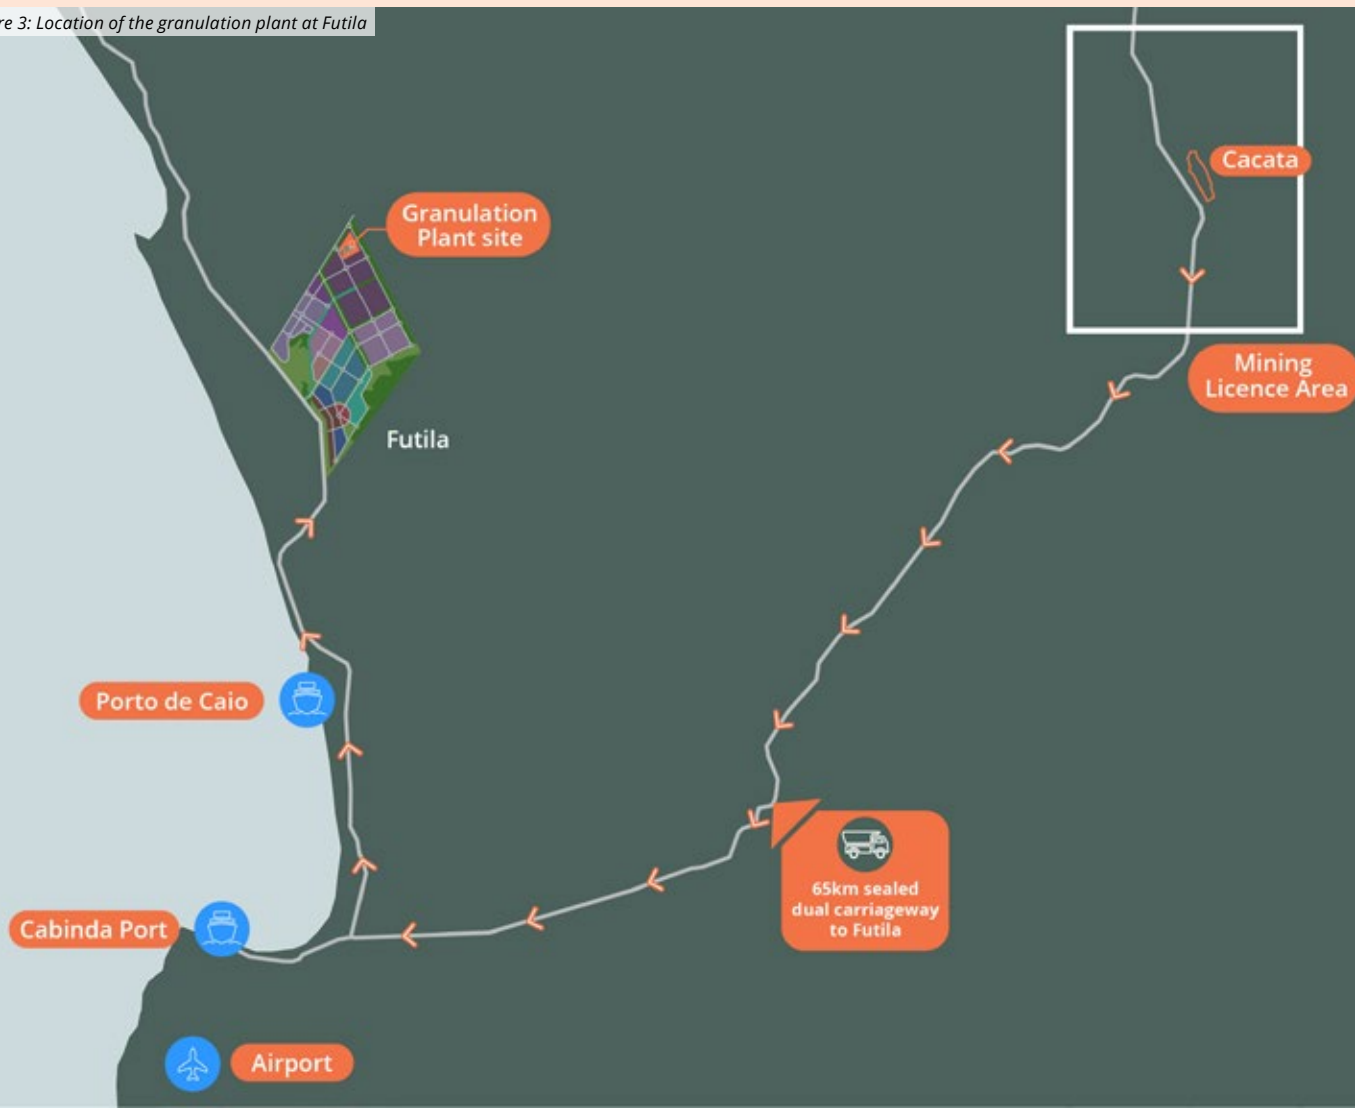 re 3: Location of the granulation plant at Futila
Cacata
Granulation
Plant site
Mining
Licence Area
Futila
Porto de Caio
65km sealed
dual carriageway
to Futila
Cabinda Port
Airport